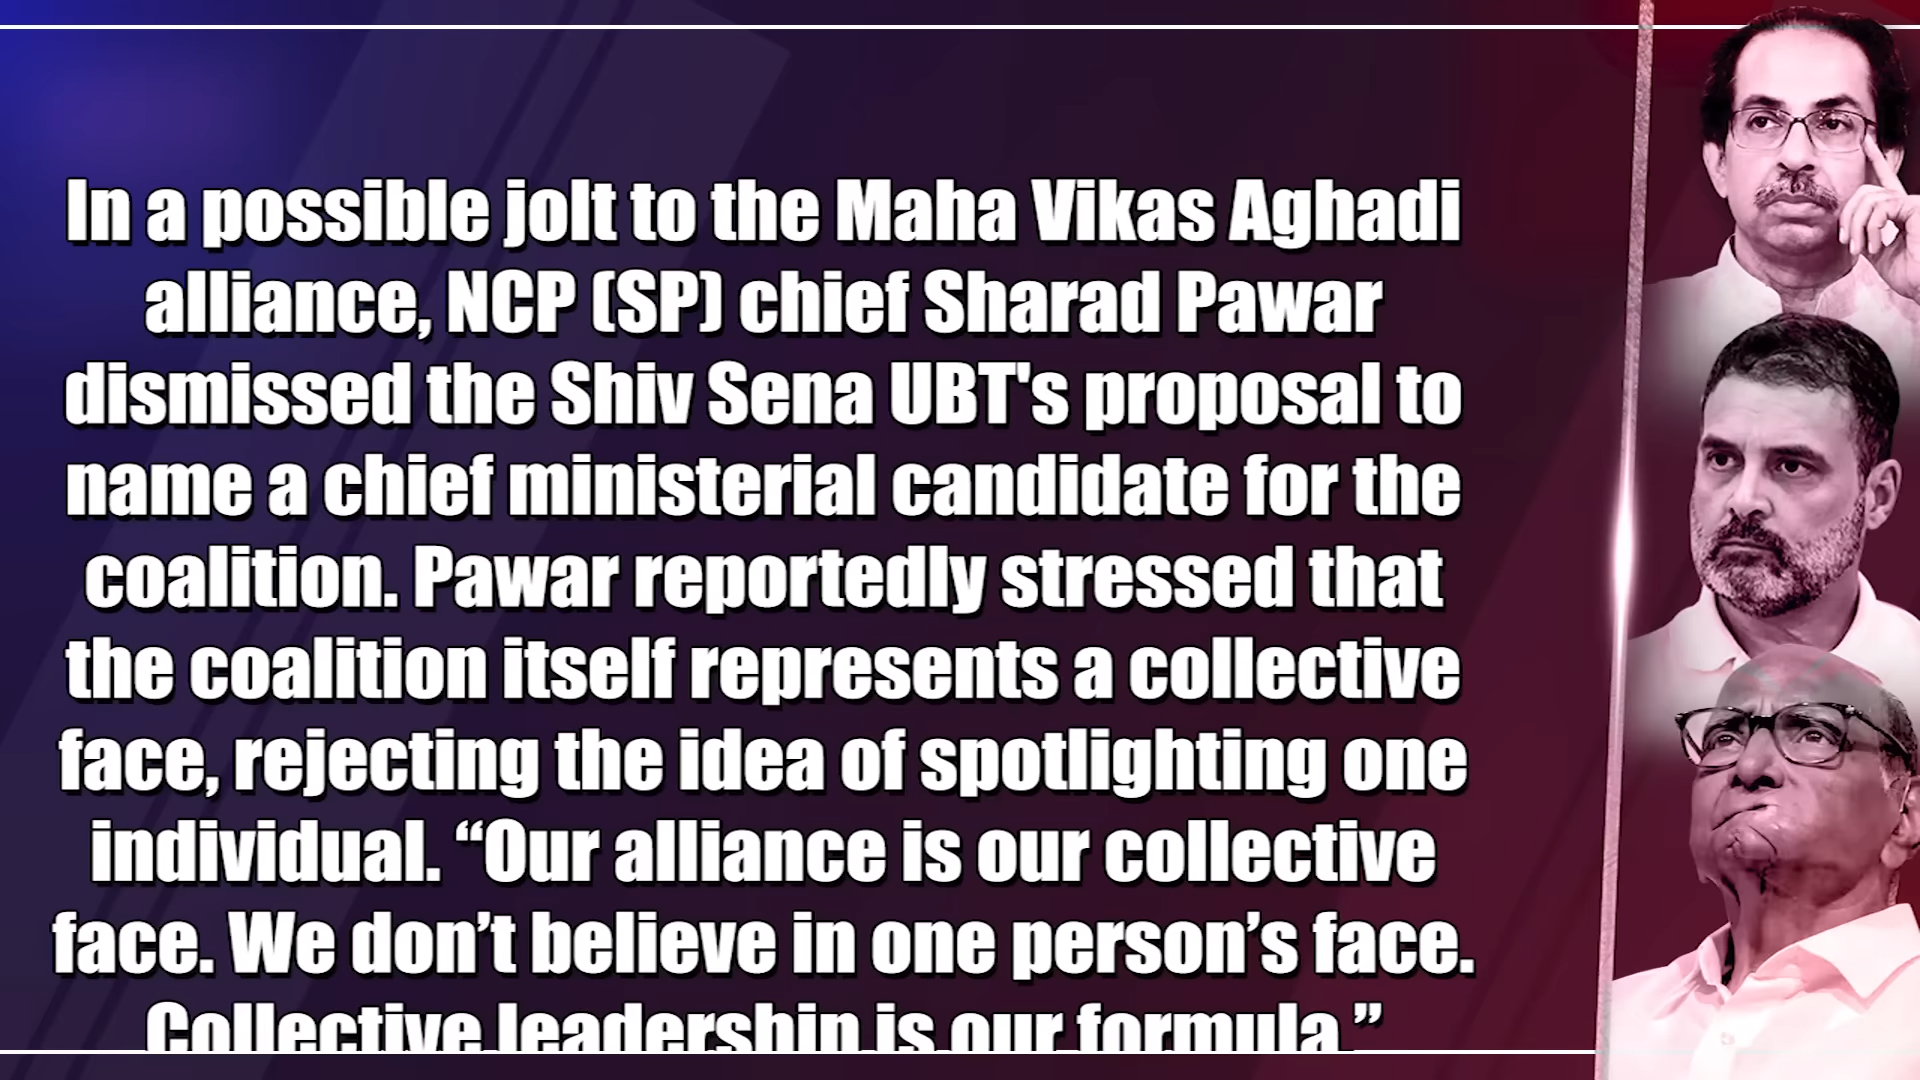 In a possible jolt to the Maha Vikas Aghadi
alliance, NCP (SP) chief Sharad Pawar
dismissed the Shiv Sena UBT's proposal to
name a chief ministerial candidate for the
coalition. Pawar reportedly stressed that
the coalition itself represents a collective
face, rejecting the idea of spotlighting one
individual. “Our alliance is our collective
face. We don’t believe in one person’s face.
Collective leadership is our formula.”